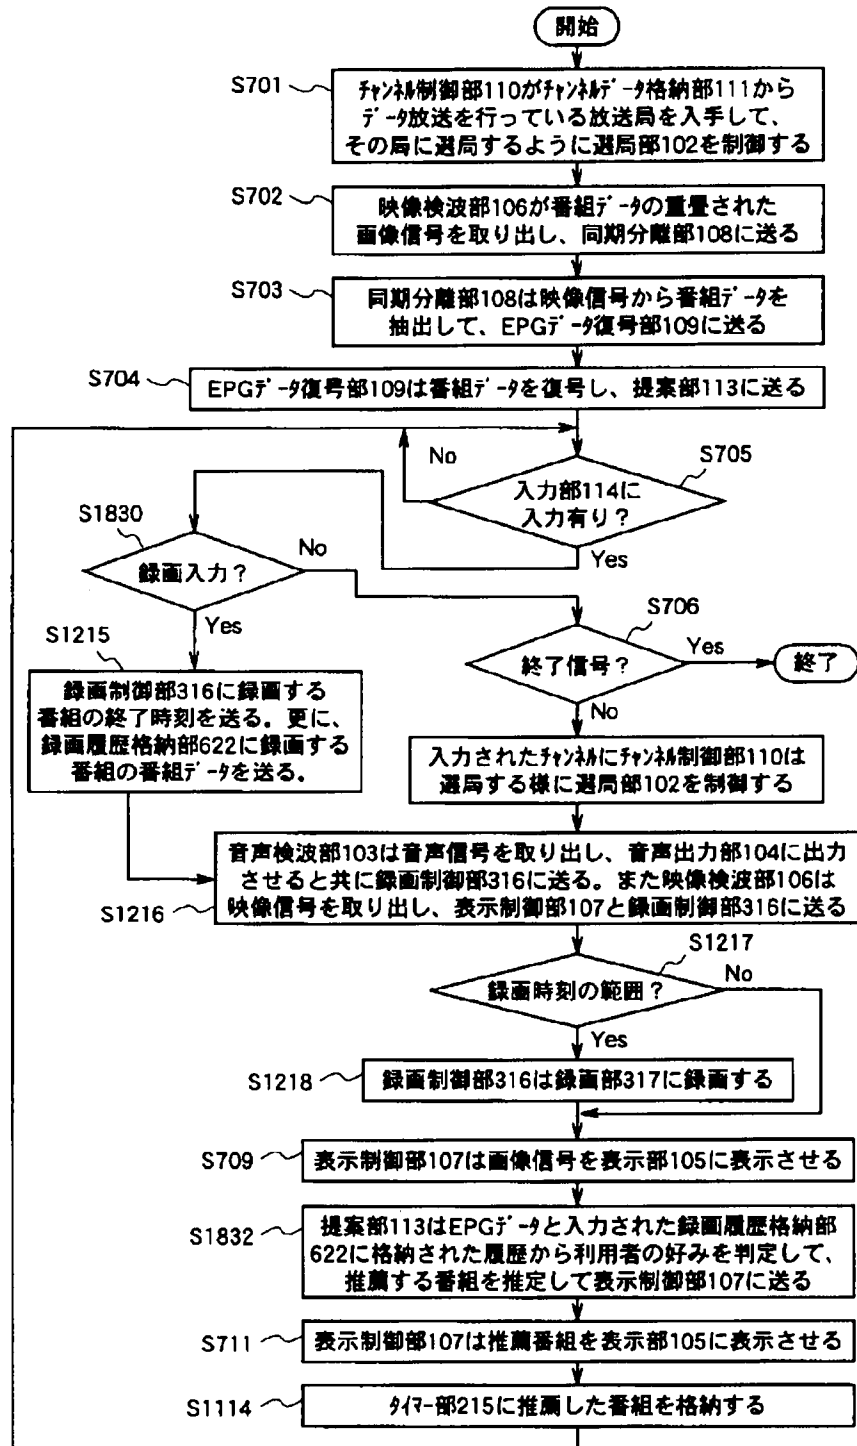 開始
S701
チャンネル制御部110がチャンネルデータ格納部111から
データ放送を行っている放送局を入手して、
その局に選局するように選局部102を制御する
S702
映像検波部106が番組データの重畳された
画像信号を取り出し、同期分離部108に送る
S703
同期分離部108は映像信号から番組データを
抽出して、EPGデータ復号部109に送る
S704
EPGデータ復号部109は番組データを復号し、提案部113に送る
No
S705
入力部114に
入力有り?
Yes
S1830
録画入力?
No
Yes
S706
終了信号?
Yes
終了
No
S1215
録画制御部316に録画する
番組の終了時刻を送る。更に、
録画履歴格納部622に録画する
番組の番組データを送る。
入力されたチャンネルにチャンネル制御部110は
選局する様に選局部102を制御する
音声検波部103は音声信号を取り出し、音声出力部104に出力
させると共に録画制御部316に送る。また映像検波部106は
映像信号を取り出し、表示制御部107と録画制御部316に送る
S1216
S1217
録画時刻の範囲?
No
Yes
S1218
録画制御部316は録画部317に録画する
S709
表示制御部107は画像信号を表示部105に表示させる
S1832
提案部113はEPGデータと入力された録画履歴格納部
622に格納された履歴から利用者の好みを判定して、
推薦する番組を推定して表示制御部107に送る
S711
表示制御部107は推薦番組を表示部105に表示させる
S1114
タイマー部215に推薦した番組を格納する